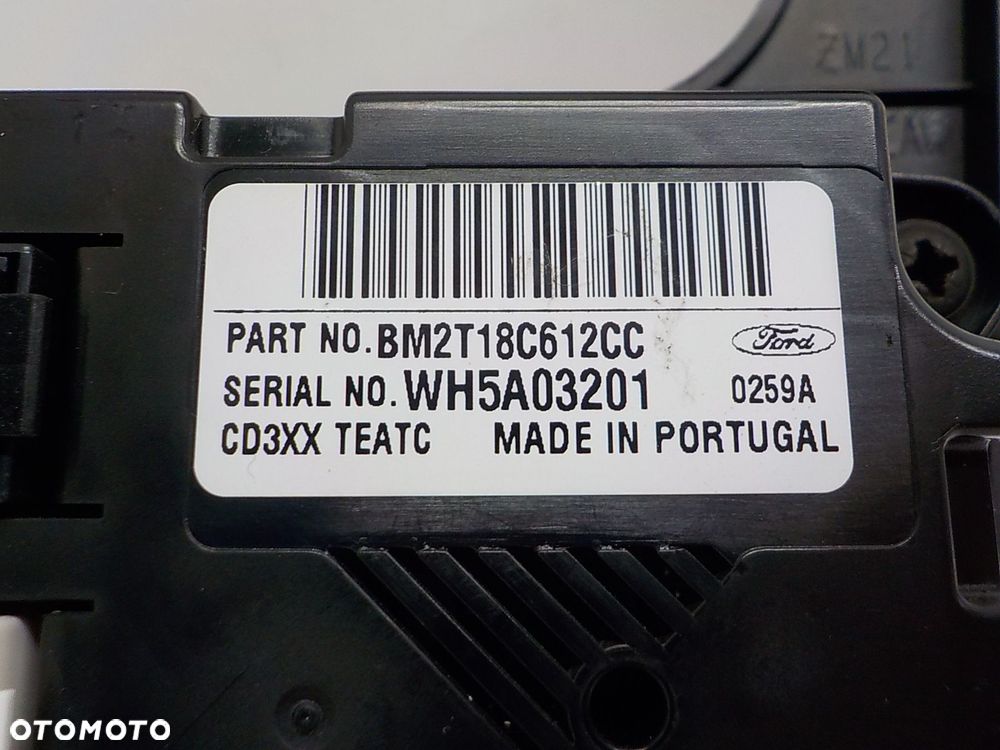 ZM21
PART NO. BM2T18C612CC
Ford
SERIAL NO. WH5A03201 0259A
CD3XX TEATC MADE IN PORTUGAL
OTOMOTO